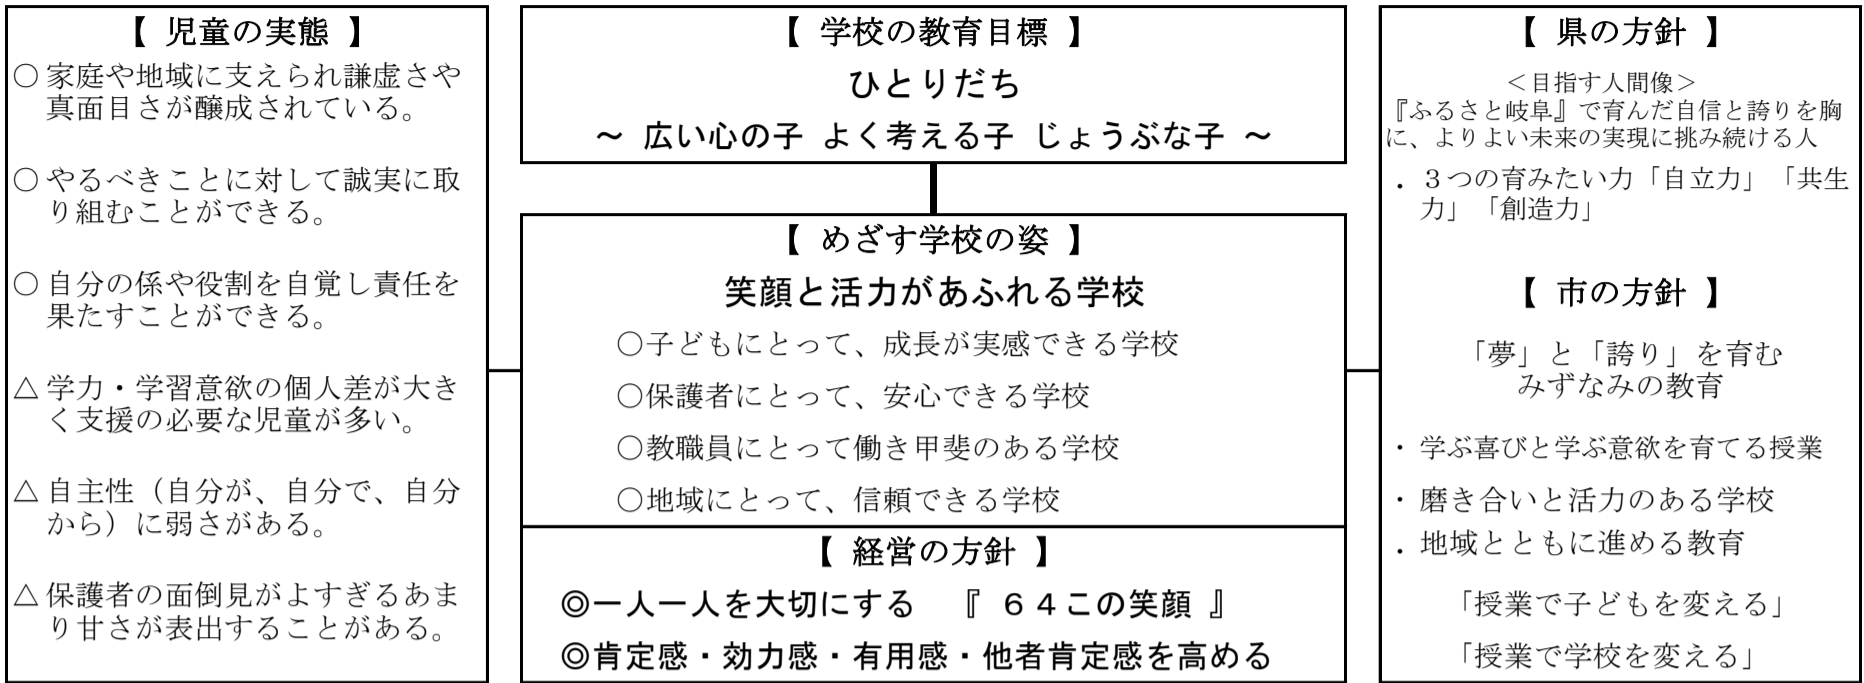 【 児童の実態 】
○ 家庭や地域に支えられ謙虚さや
真面目さが醸成されている。
○ やるべきことに対して誠実に取
り組むことができる。
○ 自分の係や役割を自覚し責任を
果たすことができる。
△ 学力・学習意欲の個人差が大き
く支援の必要な児童が多い。
△ 自主性（自分が、自分で、自分
から）に弱さがある。
△ 保護者の面倒見がよすぎるあま
り甘さが表出することがある。
【 学校の教育目標 】
ひとりだち
～ 広い心の子 よく考える子 じょうぶな子 ～
【 めざす学校の姿 】
笑顔と活力があふれる学校
○子どもにとって、成長が実感できる学校
○保護者にとって、安心できる学校
○教職員にとって働き甲斐のある学校
○地域にとって、信頼できる学校
【 経営の方針 】
◎一人一人を大切にする 『 ６４この笑顔 』
◎肯定感・効力感・有用感・他者肯定感を高める
【 県の方針 】
＜目指す人間像＞
『ふるさと岐阜』で育んだ自信と誇りを胸
に、よりよい未来の実現に挑み続ける人
．３つの育みたい力「自立力」「共生
力」「創造力」
【 市の方針 】
「夢」と「誇り」を育む
みずなみの教育
・ 学ぶ喜びと学ぶ意欲を育てる授業
・ 磨き合いと活力のある学校
．地域とともに進める教育
「授業で子どもを変える」
「授業で学校を変える」